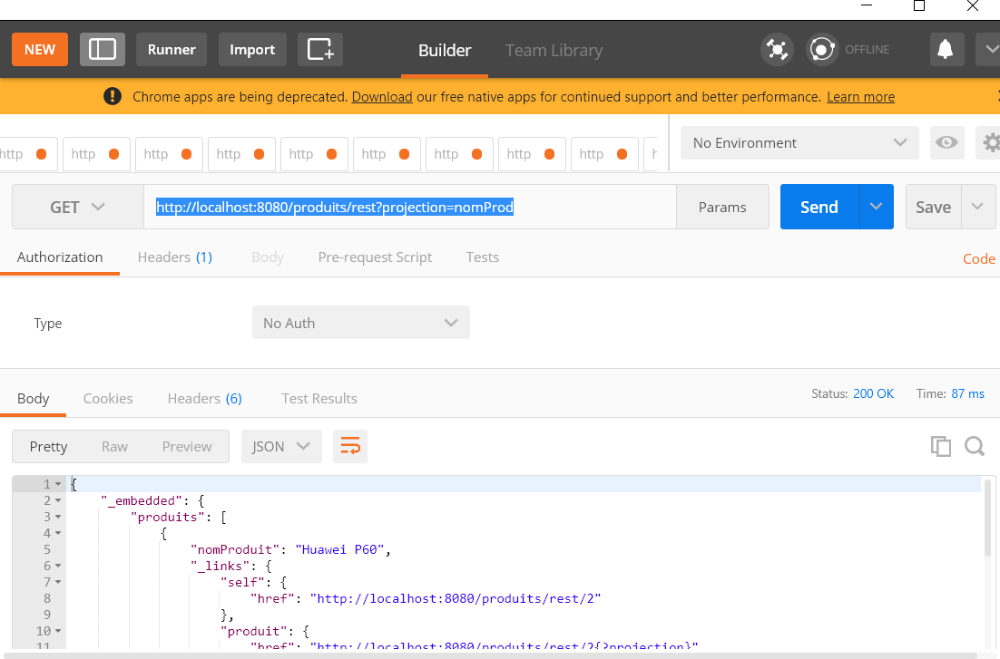 NEW Runner Import Builder Team Library OFFLINE
Chrome apps are being deprecated. Download our free native apps for continued support and better performance. Learn more
http http http http http http http http http No Environment
GET http://localhost:8080/produits/rest?projection=nomProd Params Send Save
Authorization Headers (1) Body Pre-request Script Tests Code
Type No Auth
Body Cookies Headers (6) Test Results Status: 200 OK Time: 87 ms
Pretty Raw Preview JSON
1 {
2 "_embedded": {
3 "produits": [
4 {
5 "nomProduit": "Huawei P60",
6 "_links": {
7 "self": {
8 "href": "http://localhost:8080/produits/rest/2"
9 },
10 "produit": {
11 "href": "http://localhost:8080/produits/rest/2{?projection}"